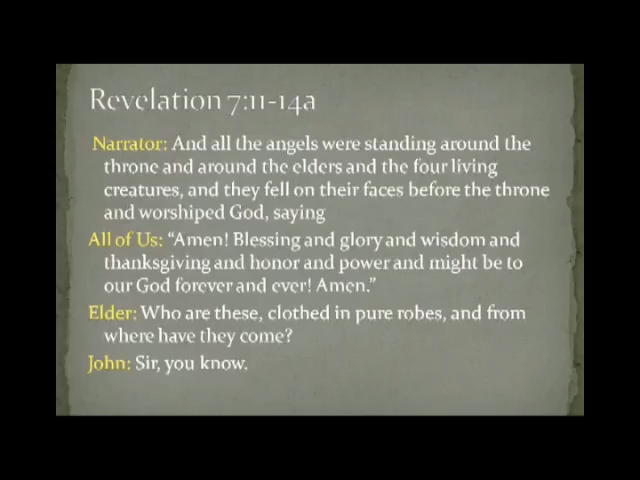 Revelation 7:11-14a
Narrator: And all the angels were standing around the
throne and around the elders and the four living
creatures, and they fell on their faces before the throne
and worshiped God, saying
All of Us: “Amen! Blessing and glory and wisdom and
thanksgiving and honor and power and might be to
our God forever and ever! Amen.”
Elder: Who are these, clothed in pure robes, and from
where have they come?
John: Sir, you know.